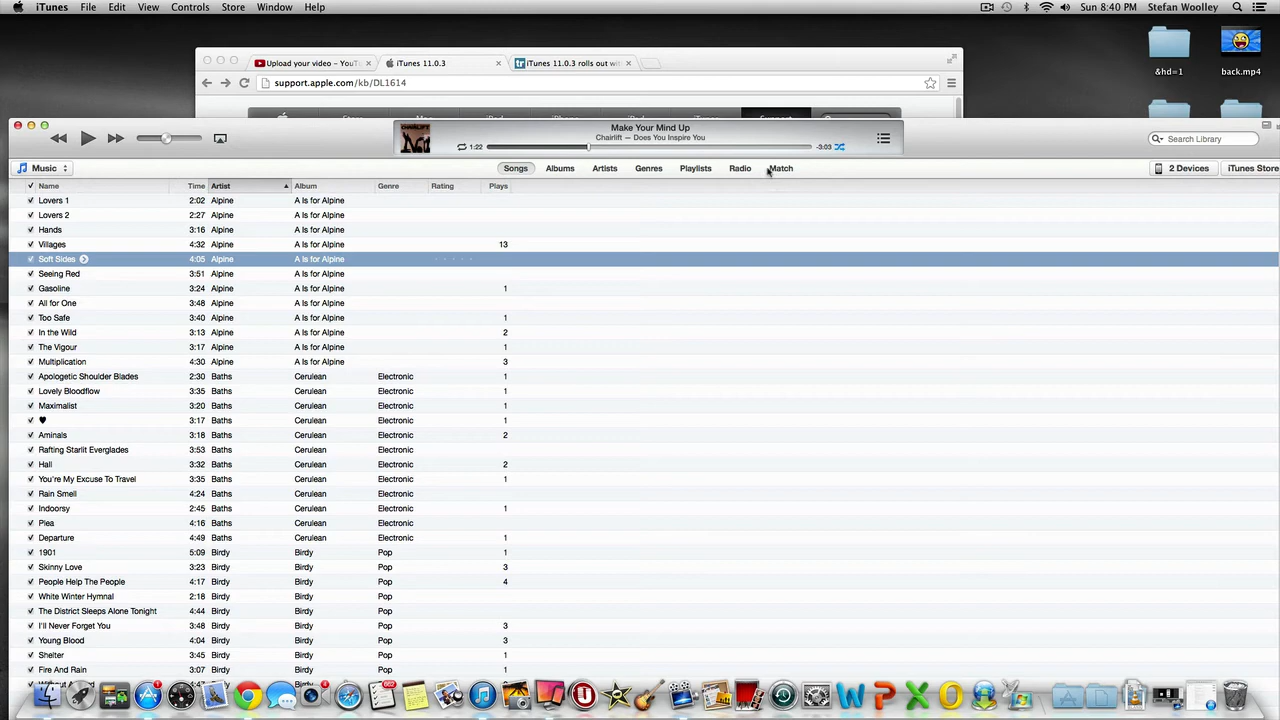 iTunes File Edit View Controls Store Window Help Sun 8:40 PM Stefan Woolley
Upload your video – YouT iTunes 11.0.3 iTunes 11.0.3 rolls out wit
support.apple.com/kb/DL1614
&hd=1 back.mp4
Make Your Mind Up
Chairlift — Does You Inspire You
1:22 -3:03
Search Library
Music Songs Albums Artists Genres Playlists Radio Match 2 Devices iTunes Store
Name Time Artist Album Genre Rating Plays
Lovers 1 2:02 Alpine A Is for Alpine
Lovers 2 2:27 Alpine A Is for Alpine
Hands 3:16 Alpine A Is for Alpine
Villages 4:32 Alpine A Is for Alpine 13
Soft Sides 4:05 Alpine A Is for Alpine
Seeing Red 3:51 Alpine A Is for Alpine
Gasoline 3:24 Alpine A Is for Alpine 1
All for One 3:48 Alpine A Is for Alpine
Too Safe 3:40 Alpine A Is for Alpine 1
In the Wild 3:13 Alpine A Is for Alpine 2
The Vigour 3:17 Alpine A Is for Alpine 1
Multiplication 4:30 Alpine A Is for Alpine 3
Apologetic Shoulder Blades 2:30 Baths Cerulean Electronic 1
Lovely Bloodflow 3:35 Baths Cerulean Electronic 1
Maximalist 3:20 Baths Cerulean Electronic 1
♥ 3:17 Baths Cerulean Electronic 1
Aminals 3:18 Baths Cerulean Electronic 2
Rafting Starlit Everglades 3:53 Baths Cerulean Electronic
Hall 3:32 Baths Cerulean Electronic 2
You're My Excuse To Travel 3:35 Baths Cerulean Electronic 1
Rain Smell 4:24 Baths Cerulean Electronic
Indoorsy 2:45 Baths Cerulean Electronic 1
Plea 4:16 Baths Cerulean Electronic
Departure 4:49 Baths Cerulean Electronic 1
1901 5:09 Birdy Birdy Pop 1
Skinny Love 3:23 Birdy Birdy Pop 3
People Help The People 4:17 Birdy Birdy Pop 4
White Winter Hymnal 2:18 Birdy Birdy Pop
The District Sleeps Alone Tonight 4:44 Birdy Birdy Pop
I'll Never Forget You 3:48 Birdy Birdy Pop 3
Young Blood 4:04 Birdy Birdy Pop 3
Shelter 3:45 Birdy Birdy Pop 1
Fire And Rain 3:07 Birdy Birdy Pop 1